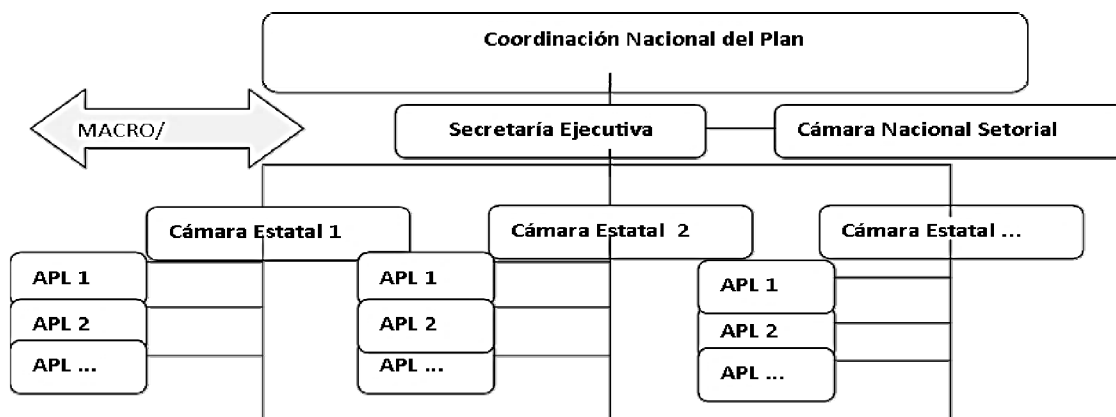 Coordinación Nacional del Plan
MACRO/
Secretaría Ejecutiva
Cámara Nacional Setorial
Cámara Estatal 1
Cámara Estatal 2
Cámara Estatal ...
APL 1
APL 1
APL 1
APL 2
APL 2
APL 2
APL ...
APL ...
APL ...